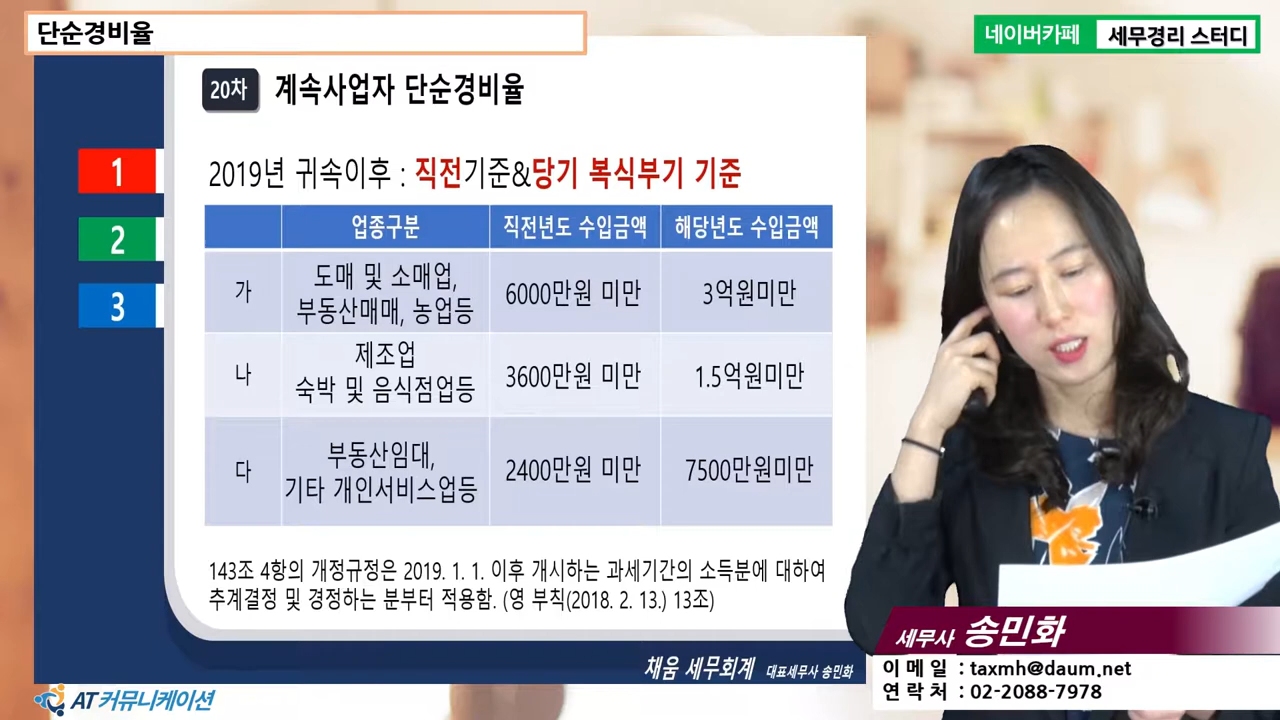 단순경비율
네이버카페 세무경리 스터디
20차 계속사업자 단순경비율
1
2
3
2019년 귀속이후 : 직전기준&당기 복식부기 기준
업종구분 직전년도 수입금액 해당년도 수입금액
가 도매 및 소매업, 부동산매매, 농업등 6000만원 미만 3억원미만
나 제조업 숙박 및 음식점업등 3600만원 미만 1.5억원미만
다 부동산임대, 기타 개인서비스업등 2400만원 미만 7500만원미만
143조 4항의 개정규정은 2019. 1. 1. 이후 개시하는 과세기간의 소득분에 대하여
추계결정 및 경정하는 분부터 적용함. (영 부칙(2018. 2. 13.) 13조)
채움 세무회계 대표세무사 송민화
세무사 송민화
이 메 일 : taxmh@daum.net
연 락 처 : 02-2088-7978
AT커뮤니케이션